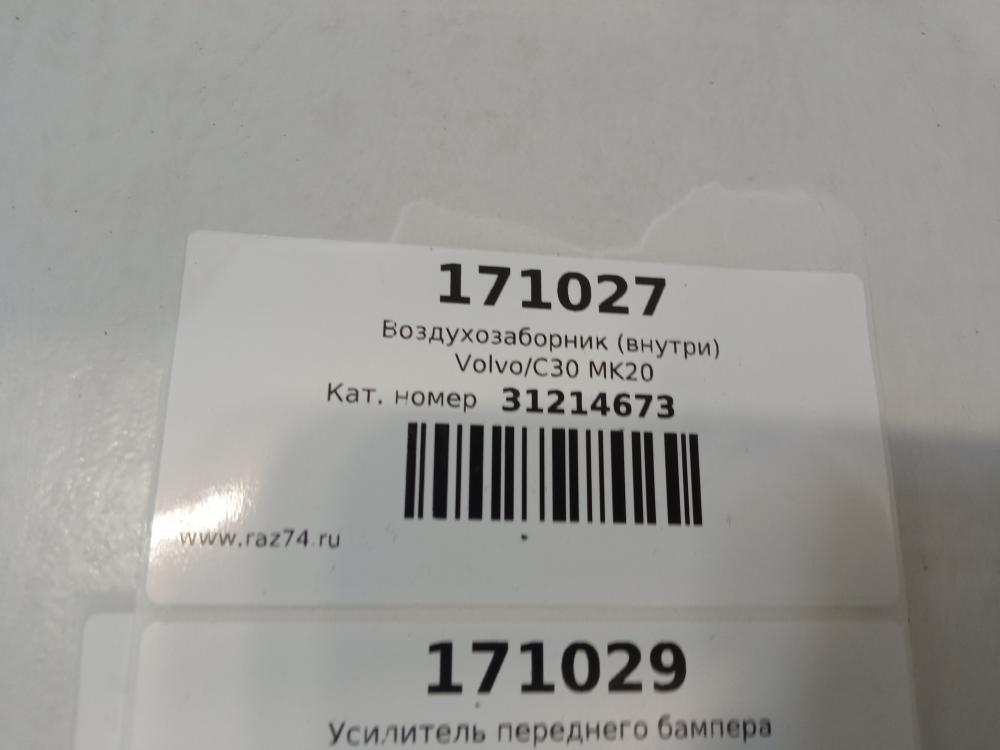 171027
Воздухозаборник (внутри)
Volvo/C30 MK20
Кат. номер 31214673
www.raz74.ru
171029
Усилитель переднего бампера